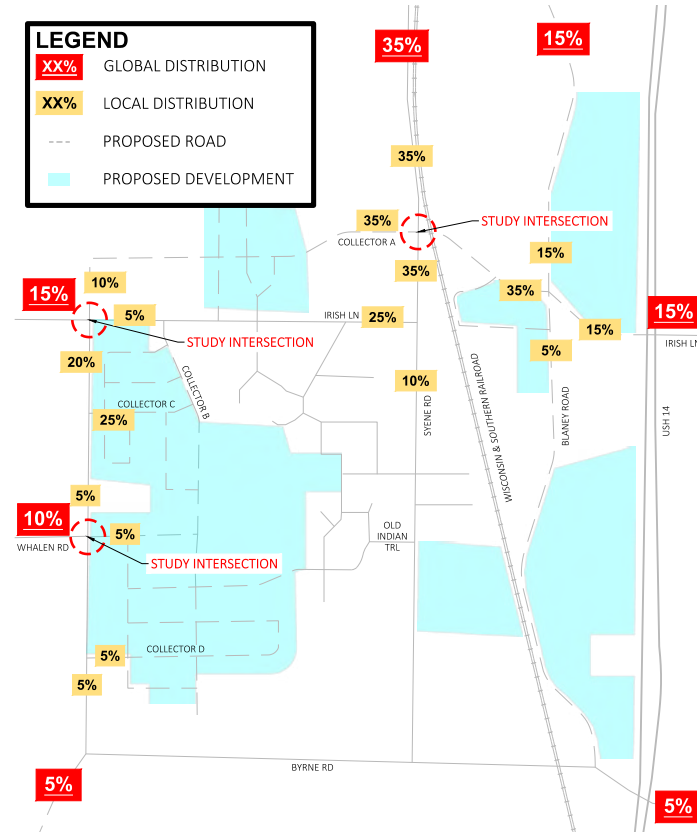 35%
15%
LEGEND
XX% GLOBAL DISTRIBUTION
XX% LOCAL DISTRIBUTION
PROPOSED ROAD
PROPOSED DEVELOPMENT
35%
35%
STUDY INTERSECTION
COLLECTOR A
15%
35%
10%
35%
15%
15%
5%
IRISH LN
25%
15%
STUDY INTERSECTION
IRISH LN
5%
20%
10%
COLLECTOR B
COLLECTOR C
25%
SYENE RD
WISCONSIN & SOUTHERN RAILROAD
BLANEY ROAD
USH 14
5%
10%
5%
WHALEN RD
OLD
INDIAN
TRL
STUDY INTERSECTION
5%
COLLECTOR D
5%
BYRNE RD
5%
5%